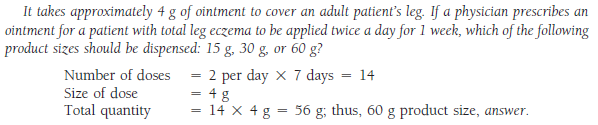 It takes approximately 4 g of ointment to cover an adult patient's leg. If a physician prescribes an
ointment for a patient with total leg eczema to be applied twice a day for 1 week, which of the following
product sizes should be dispensed: 15 g, 30 g, or 60 g?
Number of doses = 2 per day × 7 days = 14
Size of dose = 4 g
Total quantity = 14 × 4 g = 56 g; thus, 60 g product size, answer.